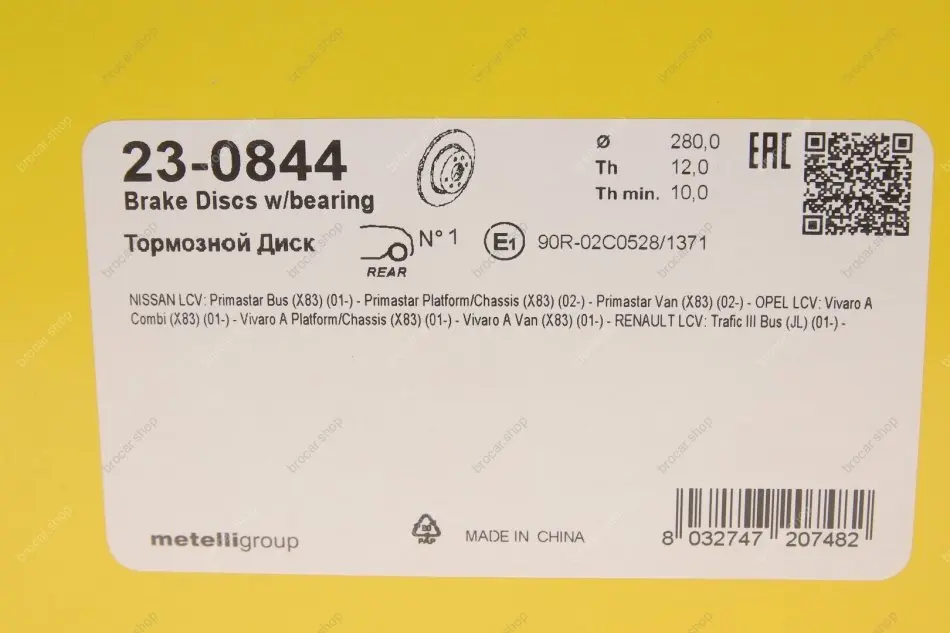 23-0844
Brake Discs w/bearing
Ø 280,0
Th 12,0
Th min. 10,0
EAC
Тормозной Диск
REAR
N° 1
E1 90R-02C0528/1371
NISSAN LCV: Primastar Bus (X83) (01-) - Primastar Platform/Chassis (X83) (02-) - Primastar Van (X83) (02-) - OPEL LCV: Vivaro A
Combi (X83) (01-) - Vivaro A Platform/Chassis (X83) (01-) - Vivaro A Van (X83) (01-) - RENAULT LCV: Trafic III Bus (JL) (01-) -
metelligroup
20
PAP
MADE IN CHINA
8 032747 207482
brocar.shop